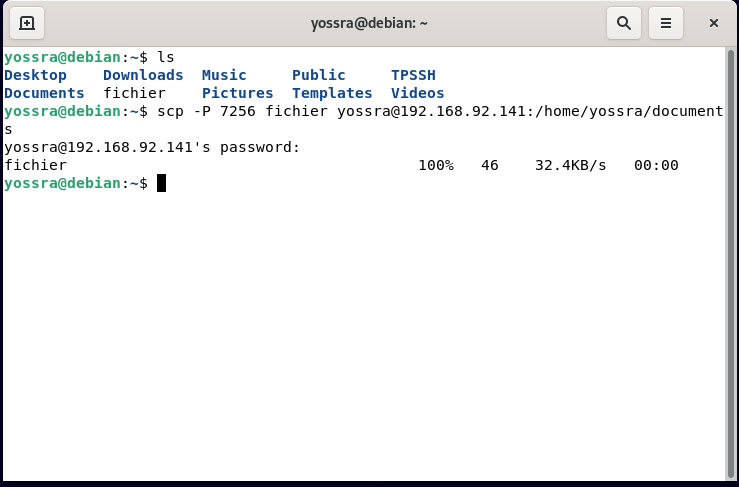 yossra@debian: ~
yossra@debian:~$ ls
Desktop    Downloads  Music     Public     TPSSH
Documents  fichier    Pictures  Templates  Videos
yossra@debian:~$ scp -P 7256 fichier yossra@192.168.92.141:/home/yossra/document
s
yossra@192.168.92.141's password:
fichier                                       100%   46    32.4KB/s   00:00
yossra@debian:~$